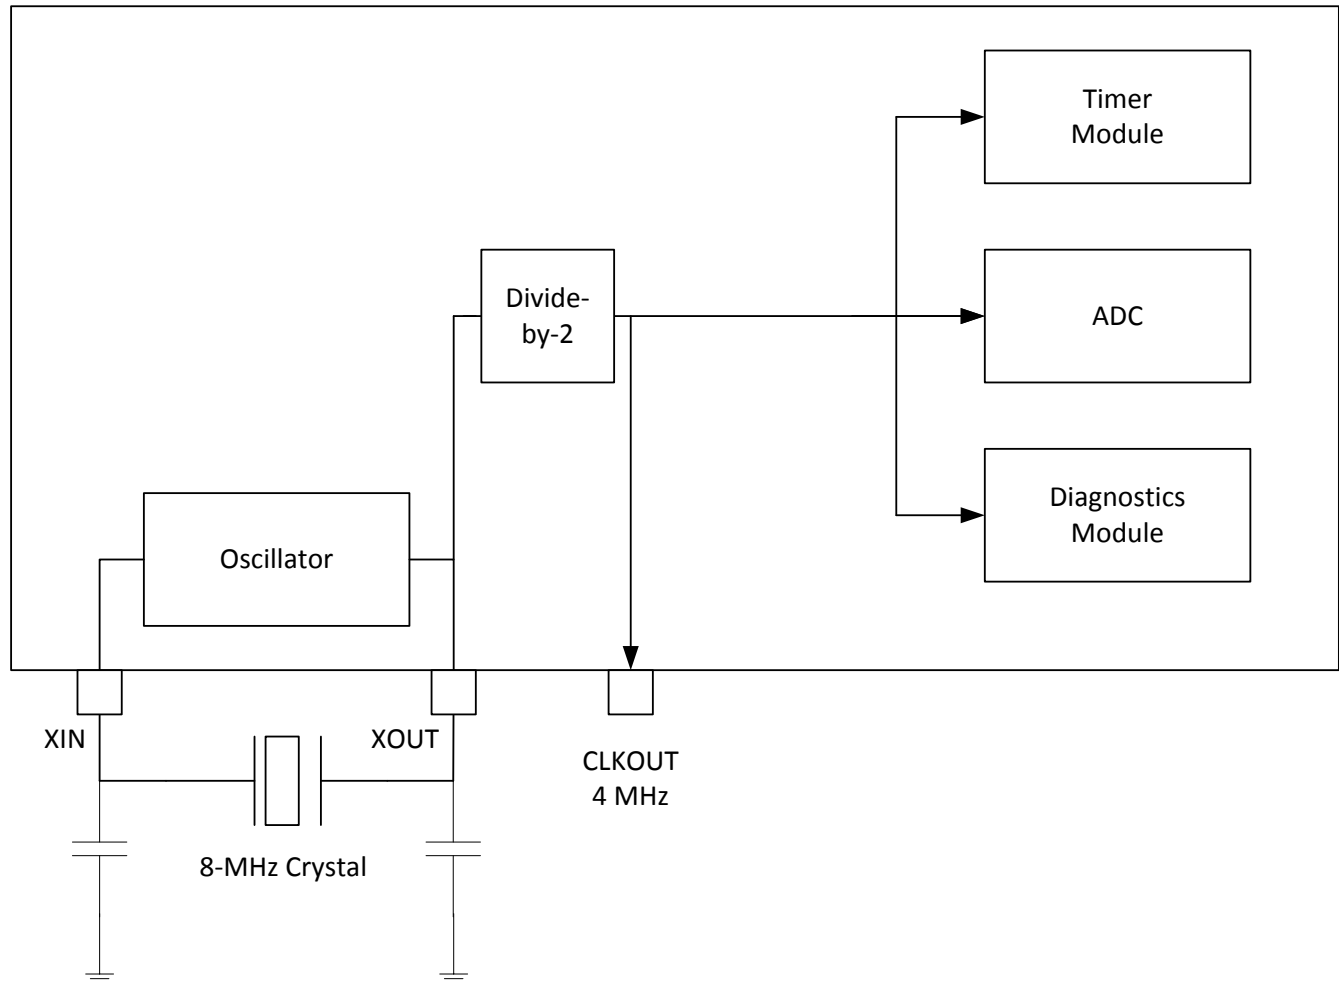 Timer
Module
Divide-
by-2
ADC
Diagnostics
Module
Oscillator
XIN
XOUT
CLKOUT
4 MHz
8-MHz Crystal